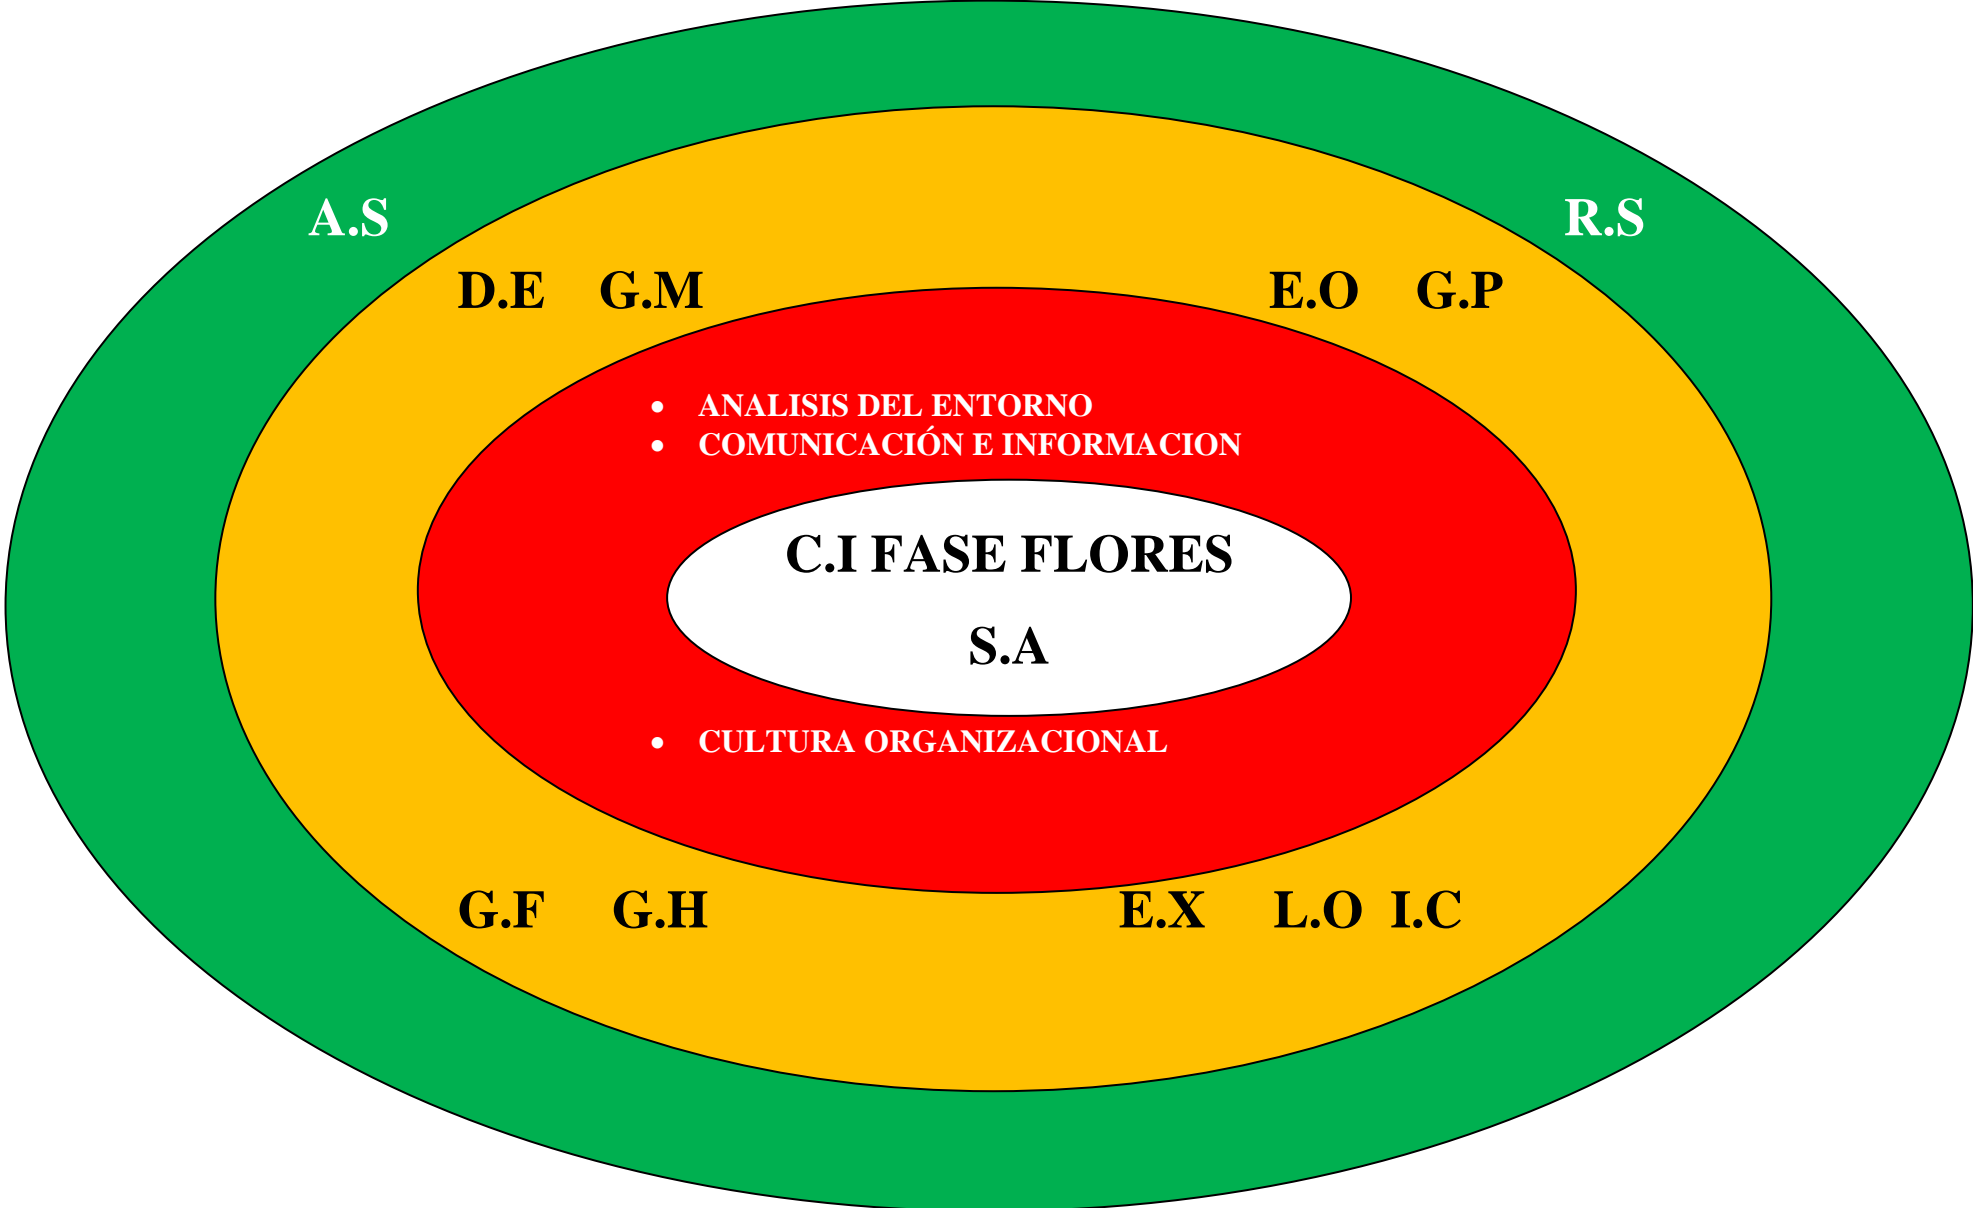 A.S R.S
D.E G.M E.O G.P
• ANALISIS DEL ENTORNO
• COMUNICACIÓN E INFORMACION
C.I FASE FLORES
S.A
• CULTURA ORGANIZACIONAL
G.F G.H E.X L.O I.C